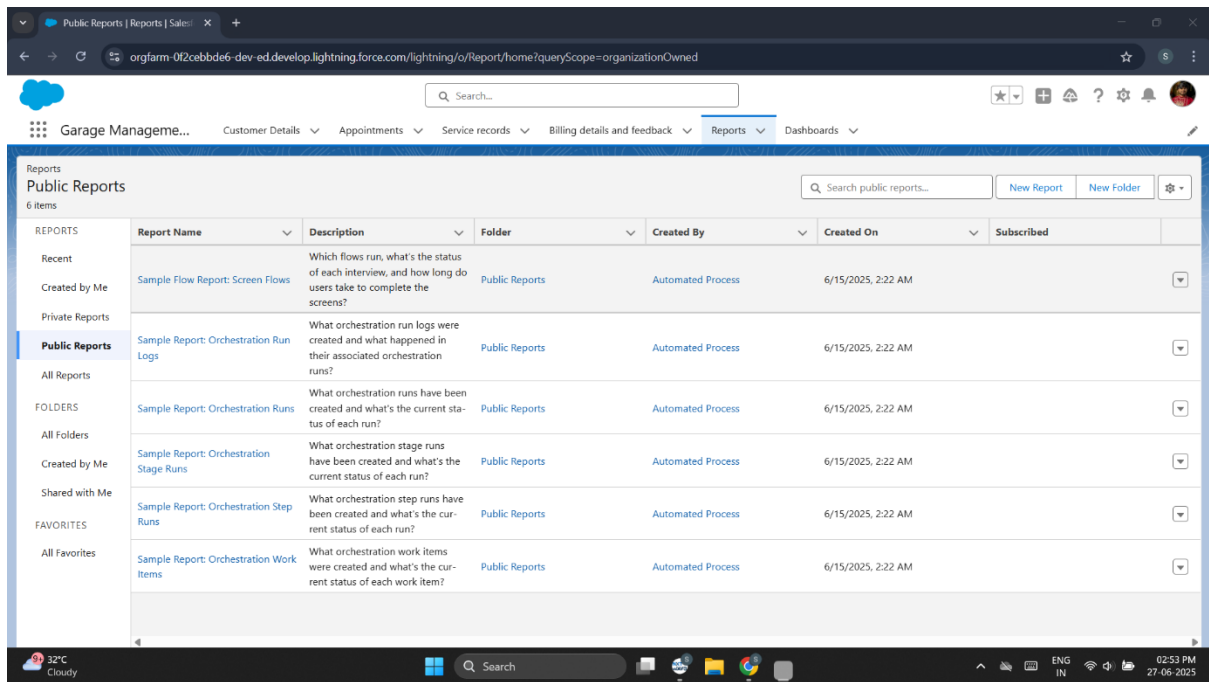 Public Reports | Reports | Salesf
orgfarm-0f2cebbde6-dev-ed.develop.lightning.force.com/lightning/o/Report/home?queryScope=organizationOwned
S
Search...
Garage Manageme...
Customer Details
Appointments
Service records
Billing details and feedback
Reports
Dashboards
Reports
Public Reports
6 items
Search public reports...
New Report
New Folder
REPORTS
Recent
Created by Me
Private Reports
Public Reports
All Reports
FOLDERS
All Folders
Created by Me
Shared with Me
FAVORITES
All Favorites
Report Name
Description
Folder
Created By
Created On
Subscribed
Sample Flow Report: Screen Flows
Which flows run, what's the status
of each interview, and how long do
users take to complete the
screens?
Public Reports
Automated Process
6/15/2025, 2:22 AM
Sample Report: Orchestration Run
Logs
What orchestration run logs were
created and what happened in
their associated orchestration
runs?
Public Reports
Automated Process
6/15/2025, 2:22 AM
Sample Report: Orchestration Runs
What orchestration runs have been
created and what's the current sta-
tus of each run?
Public Reports
Automated Process
6/15/2025, 2:22 AM
Sample Report: Orchestration
Stage Runs
What orchestration stage runs
have been created and what's the
current status of each run?
Public Reports
Automated Process
6/15/2025, 2:22 AM
Sample Report: Orchestration Step
Runs
What orchestration step runs have
been created and what's the cur-
rent status of each run?
Public Reports
Automated Process
6/15/2025, 2:22 AM
Sample Report: Orchestration Work
Items
What orchestration work items
were created and what's the cur-
rent status of each work item?
Public Reports
Automated Process
6/15/2025, 2:22 AM
9+
32°C
Cloudy
Search
ENG
IN
02:53 PM
27-06-2025